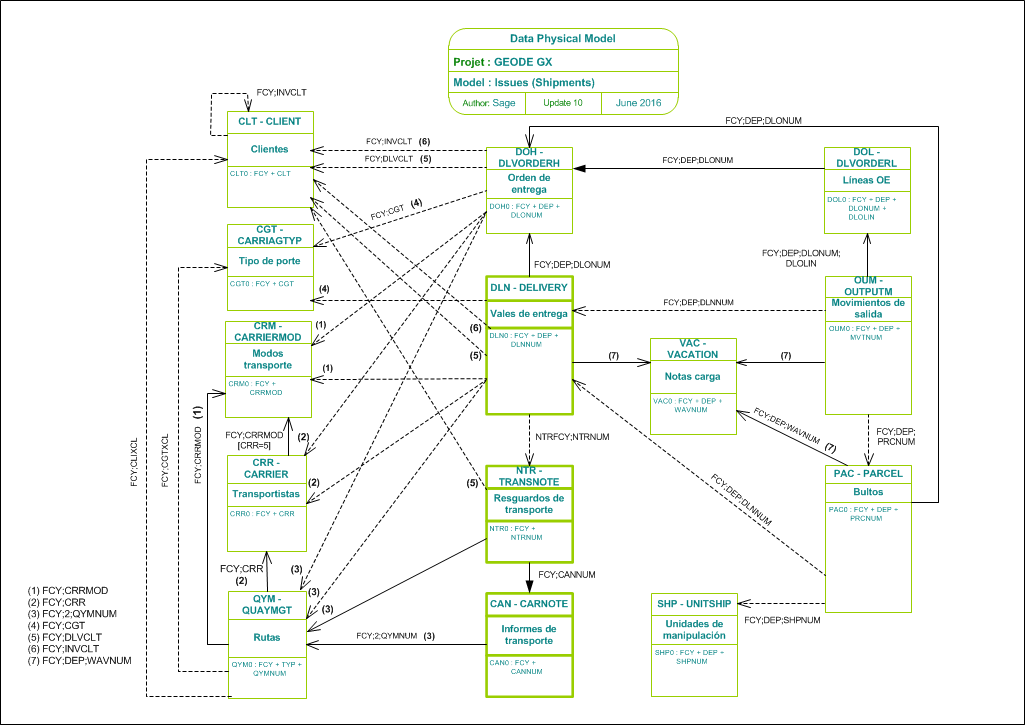 Data Physical Model
Projet : GEODE GX
Model : Issues (Shipments)
Author: Sage
Update 10
June 2016
FCY;INVCLT
CLT - CLIENT
Clientes
CLT0 : FCY + CLT
FCY;INVCLT (6)
FCY;DLVCLT (5)
FCY;CGT (4)
DOH -
DLVORDERH
Orden de
entrega
DOH0 : FCY + DEP +
DLONUM
FCY;DEP;DLONUM
FCY;DEP;DLONUM
DOL -
DLVORDERL
Líneas OE
DOL0 : FCY + DEP +
DLONUM +
DLOLIN
CGT -
CARRIAGTYP
Tipo de porte
CGT0 : FCY + CGT
(4)
FCY;DEP;DLONUM
FCY;DEP;DLONUM;
DLOLIN
DLN - DELIVERY
Vales de entrega
DLN0 : FCY + DEP +
DLNNUM
(6)
(5)
FCY;DEP;DLNNUM
OUM -
OUTPUTM
Movimientos de
salida
OUM0 : FCY + DEP +
MVTNUM
CRM -
CARRIERMOD
Modos
transporte
CRM0 : FCY +
CRRMOD
(1)
(1)
(7)
VAC -
VACATION
Notas carga
VAC0 : FCY + DEP +
WAVNUM
(7)
FCY;DEP;WAVNUM (7)
FCY;DEP;
PRCNUM
FCY;CRRMOD
[CRR=5]
(2)
FCY;CRRMOD (1)
FCY;CGTXCL
FCY;CLIXCL
CRR -
CARRIER
Transportistas
CRR0 : FCY + CRR
(2)
NTRFCY;NTRNUM
(5)
NTR -
TRANSNOTE
Resguardos de
transporte
NTR0 : FCY +
NTRNUM
FCY;DEP;DLNNUM
PAC - PARCEL
Bultos
PAC0 : FCY + DEP +
PRCNUM
FCY;CRR
(2)
(3)
(3)
(3)
FCY;CANNUM
QYM -
QUAYMGT
Rutas
QYM0 : FCY + TYP +
QYMNUM
FCY;2;QYMNUM (3)
CAN - CARNOTE
Informes de
transporte
CAN0 : FCY +
CANNUM
SHP - UNITSHIP
Unidades de
manipulación
SHP0 : FCY + DEP +
SHPNUM
FCY;DEP;SHPNUM
(1) FCY;CRRMOD
(2) FCY;CRR
(3) FCY;2;QYMNUM
(4) FCY;CGT
(5) FCY;DLVCLT
(6) FCY;INVCLT
(7) FCY;DEP;WAVNUM